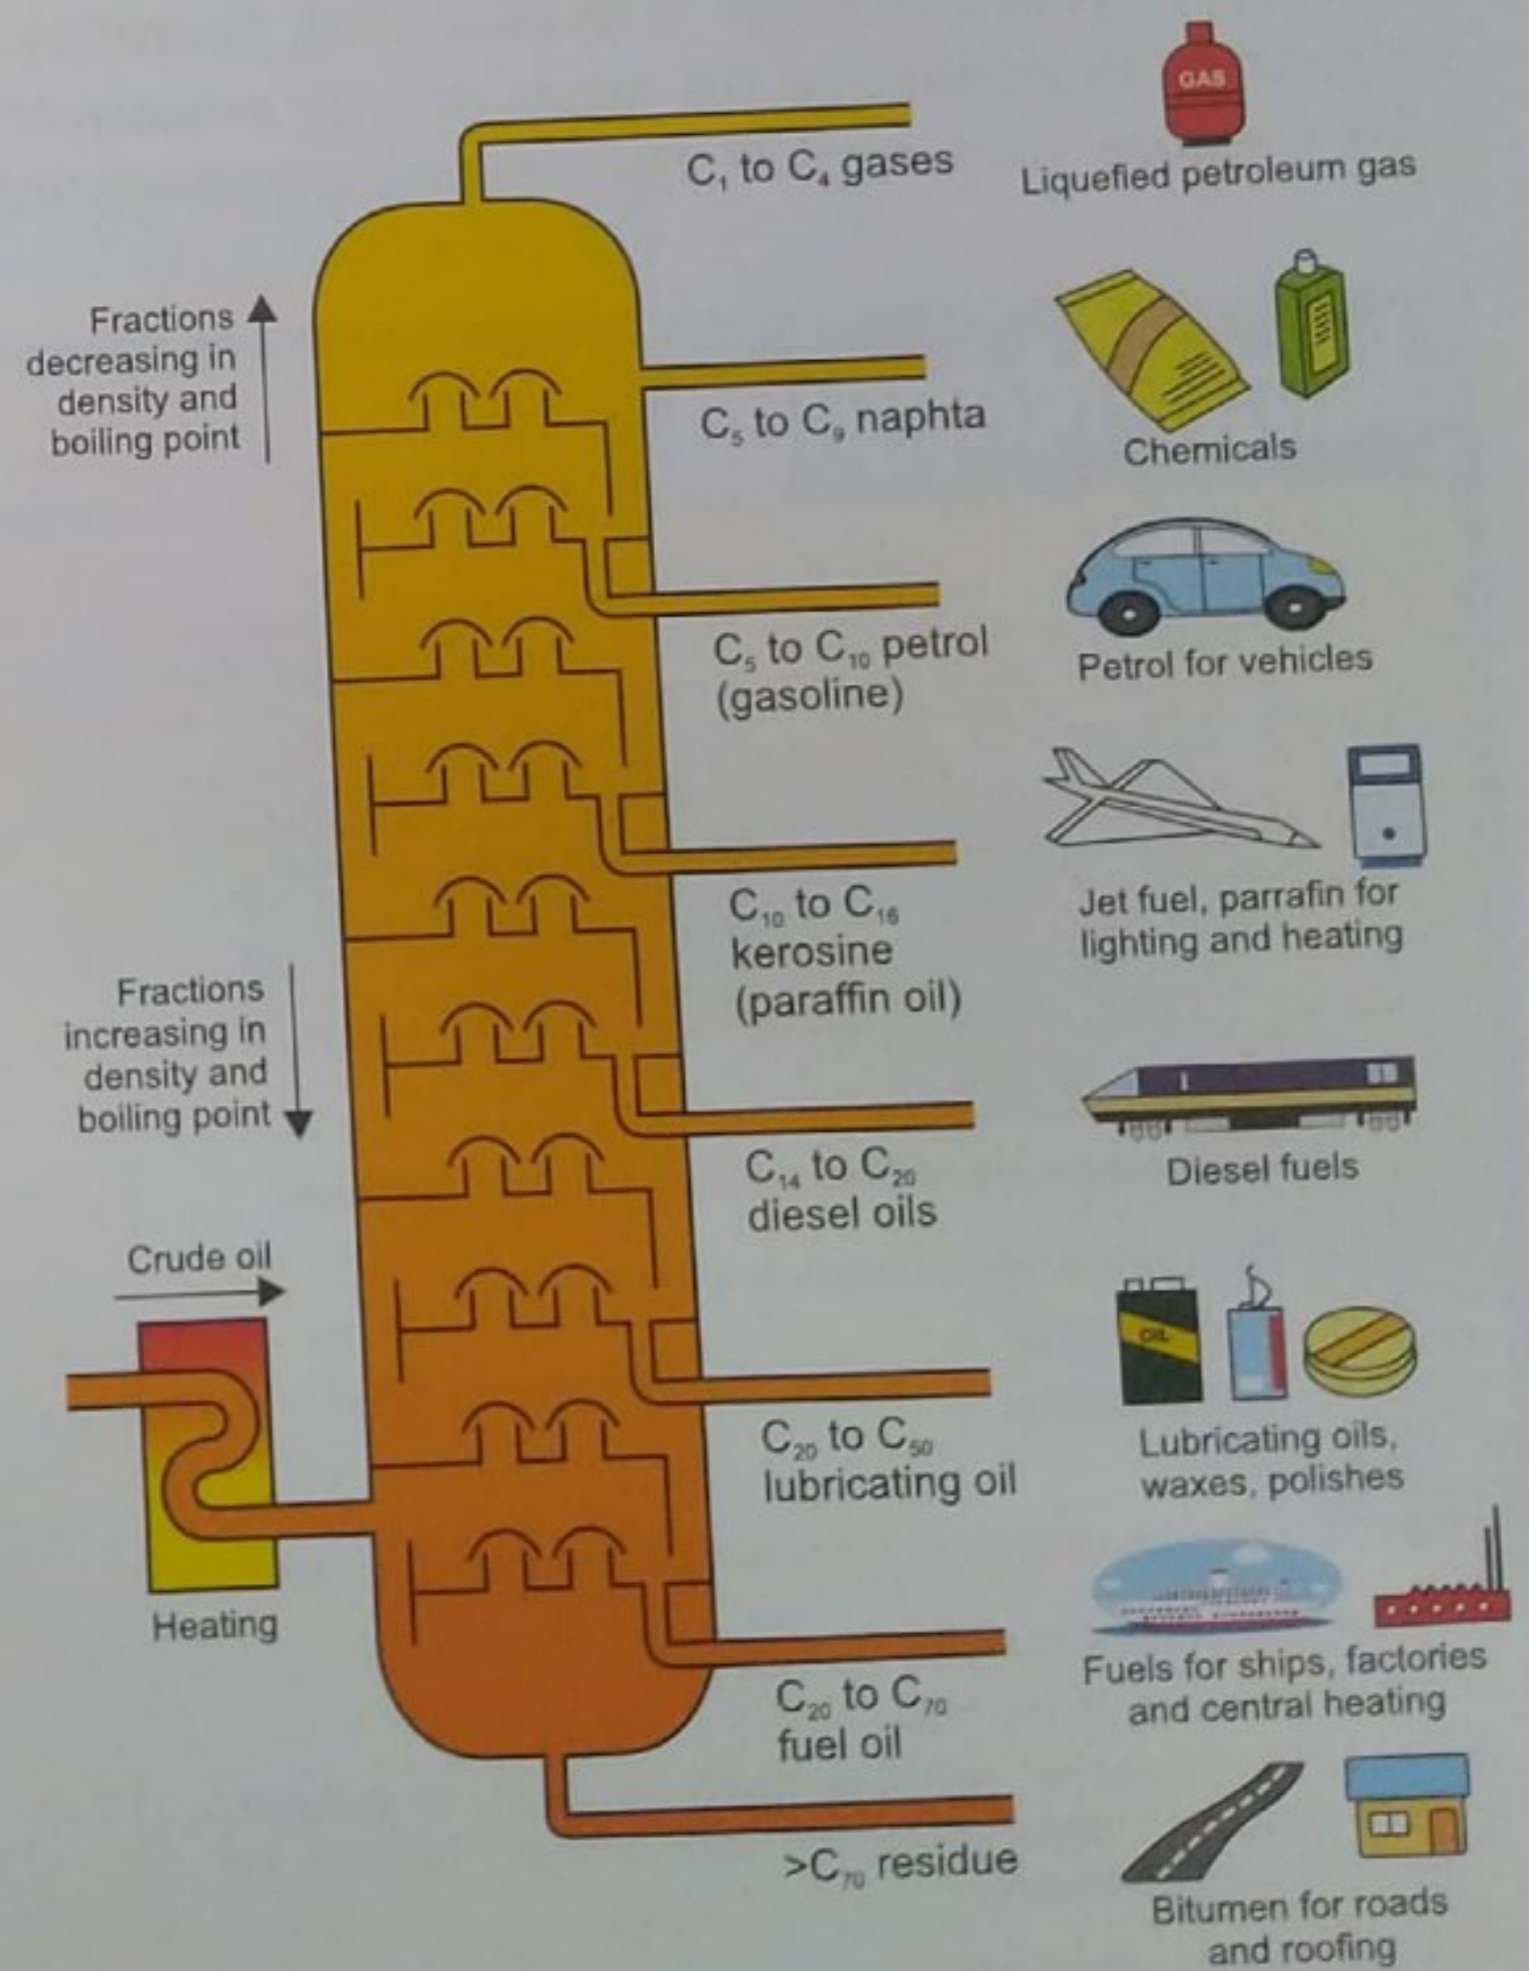 GAS
C₁ to C₄ gases
Liquefied petroleum gas
Fractions
decreasing in
density and
boiling point
C₅ to C₉ naphta
Chemicals
C₅ to C₁₀ petrol
(gasoline)
Petrol for vehicles
C₁₀ to C₁₆
kerosine
(paraffin oil)
Jet fuel, parrafin for
lighting and heating
Fractions
increasing in
density and
boiling point
C₁₄ to C₂₀
diesel oils
Diesel fuels
Crude oil
Heating
OIL
C₂₀ to C₅₀
lubricating oil
Lubricating oils,
waxes, polishes
C₂₀ to C₇₀
fuel oil
Fuels for ships, factories
and central heating
>C₇₀ residue
Bitumen for roads
and roofing